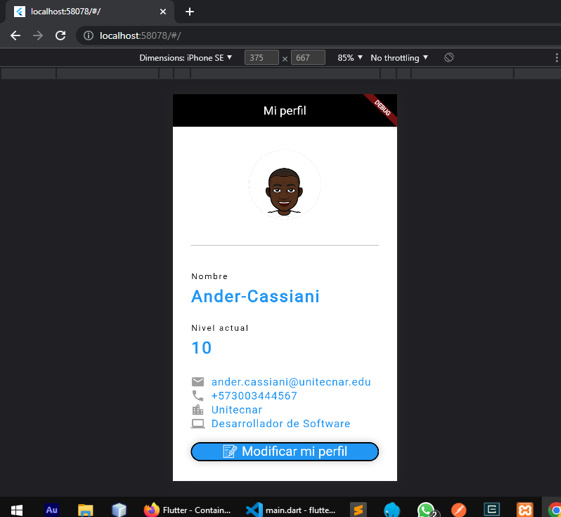 localhost:58078/#/
localhost:58078/#/
Dimensions: iPhone SE
375 × 667
85%
No throttling
Mi perfil
DEBUG
Nombre
Ander-Cassiani
Nivel actual
10
ander.cassiani@unitecnar.edu
+573003444567
Unitecnar
Desarrollador de Software
Modificar mi perfil
Au
Flutter - Contain...
main.dart - flutte...
2